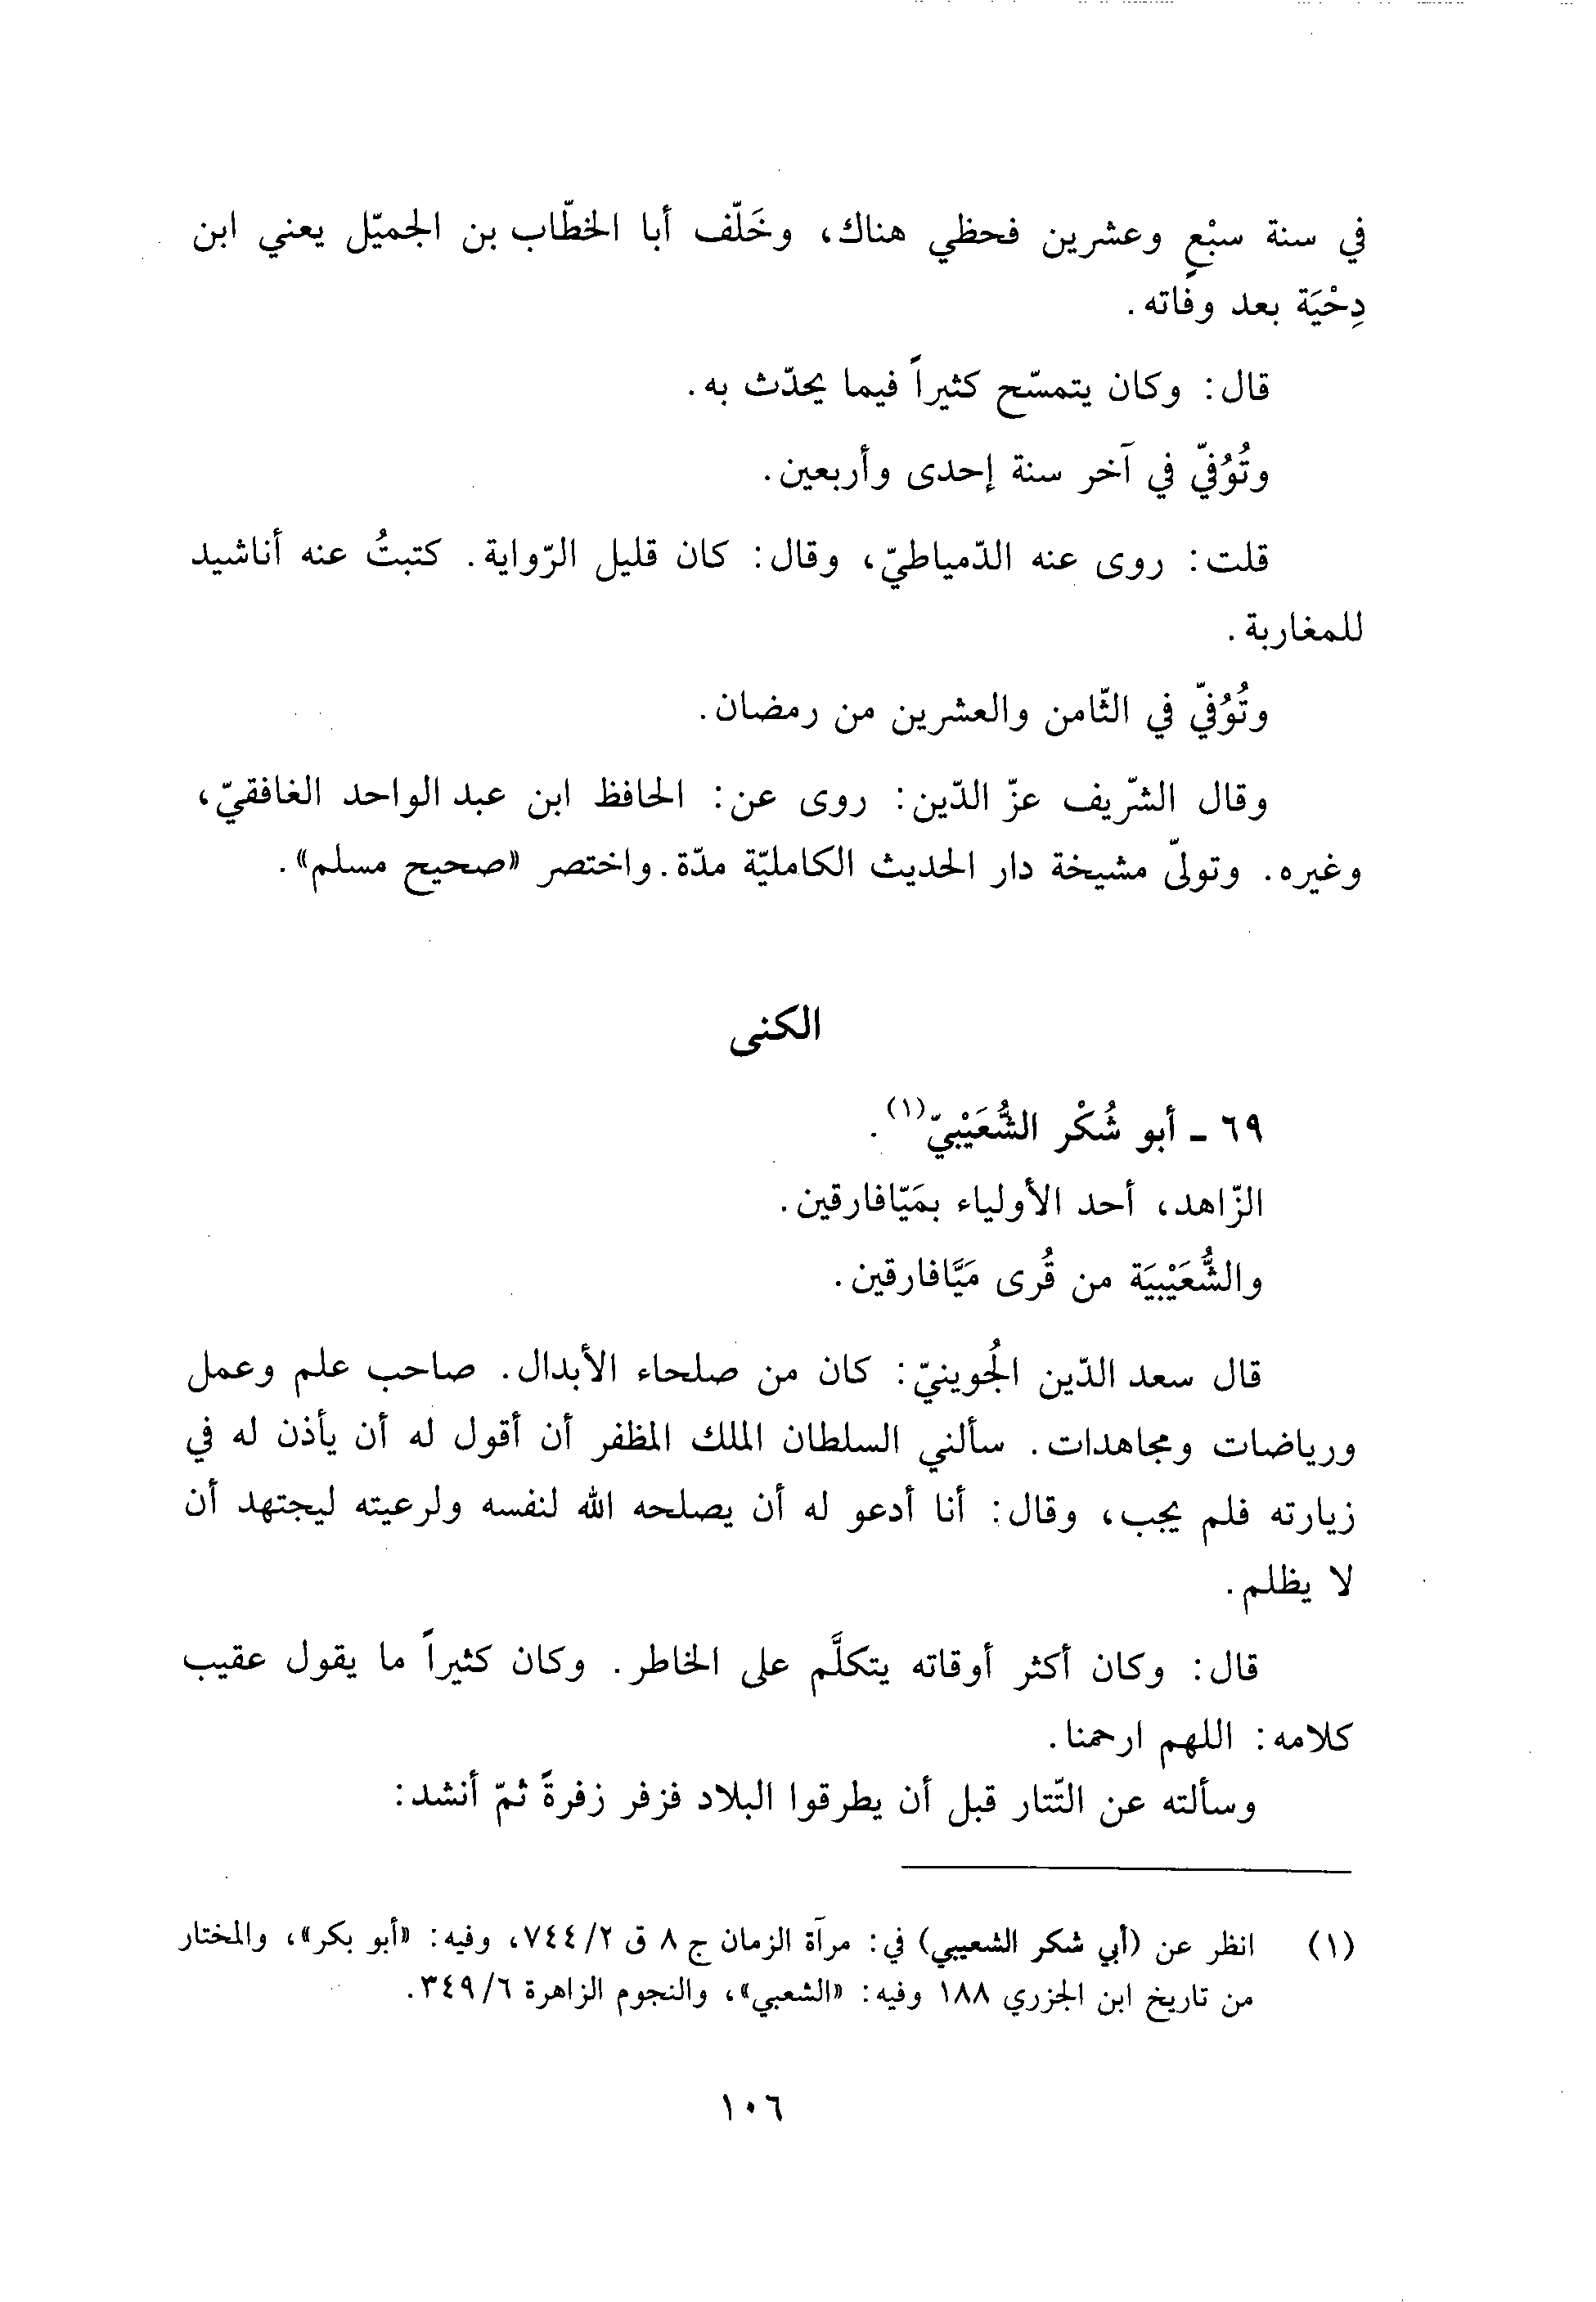 في سنة سبْعٍ وعشرين فحظي هناك، وخَلّف أبا الخطّاب بن الجميّل يعني ابن
دِحْيَة بعد وفاته.
قال: وكان يتمسّح كثيراً فيما يحدّث به.
وتُوُفيّ في آخر سنة إحدى وأربعين.
قلت: روى عنه الدّمياطيّ، وقال: كان قليل الرّواية. كتبتُ عنه أناشيد
للمغاربة.
وتُوُفيّ في الثّامن والعشرين من رمضان.
وقال الشّريف عزّ الدّين: روى عن: الحافظ ابن عبد الواحد الغافقيّ،
وغيره. وتولّى مشيخة دار الحديث الكامليّة مدّة. واختصر «صحيح مسلم».
الكنى
٦٩ ـ أبو شُكْر الشُّعَيْبيّ(١).
الزّاهد، أحد الأولياء بمَيّافارقين.
والشُّعَيْبيَة من قُرى مَيَّافارقين.
قال سعد الدّين الجُوينيّ: كان من صلحاء الأبدال. صاحب علم وعمل
ورياضات ومجاهدات. سألني السلطان الملك المظفر أن أقول له أن يأذن له في
زيارته فلم يجب، وقال: أنا أدعو له أن يصلحه الله لنفسه ولرعيته ليجتهد أن
لا يظلم.
قال: وكان أكثر أوقاته يتكلَّم على الخاطر. وكان كثيراً ما يقول عقيب
كلامه: اللهم ارحمنا.
وسألته عن التّتار قبل أن يطرقوا البلاد فزفر زفرةً ثمّ أنشد:
(١) انظر عن (أبي شكر الشعيبي) في: مرآة الزمان ج ٨ ق ٧٤٤/٢، وفيه: «أبو بكر»، والمختار
من تاريخ ابن الجزري ١٨٨ وفيه: «الشعبي»، والنجوم الزاهرة ٣٤٩/٦.
١٠٦